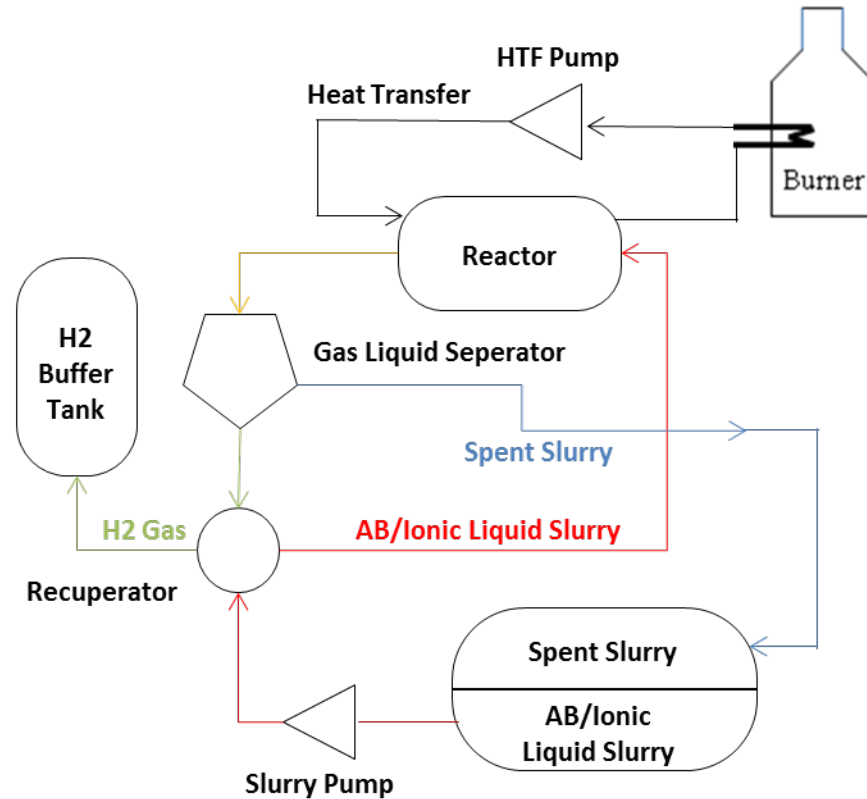 HTF Pump
Heat Transfer
Burner
Reactor
H2
Buffer
Tank
Gas Liquid Seperator
Spent Slurry
H2 Gas
AB/Ionic Liquid Slurry
Recuperator
Spent Slurry
AB/Ionic
Liquid Slurry
Slurry Pump